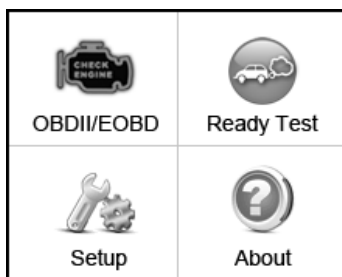 CHECK
ENGINE
OBDII/EOBD
Ready Test
?
Setup
About